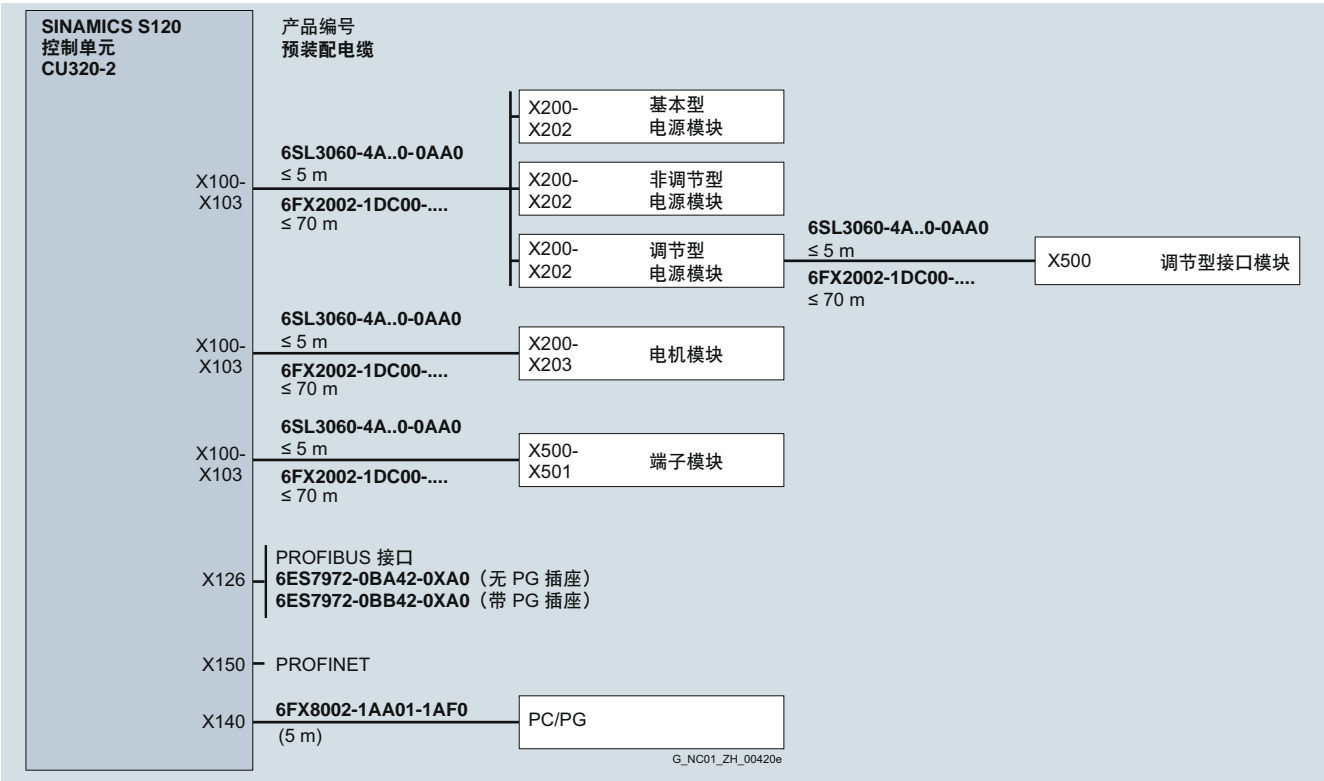 SINAMICS S120
控制单元
CU320-2
产品编号
预装配电缆
X100-
X103
6SL3060-4A..0-0AA0
≤ 5 m
6FX2002-1DC00-....
≤ 70 m
X200-
X202
基本型
电源模块
X200-
X202
非调节型
电源模块
X200-
X202
调节型
电源模块
6SL3060-4A..0-0AA0
≤ 5 m
6FX2002-1DC00-....
≤ 70 m
X500 调节型接口模块
X100-
X103
6SL3060-4A..0-0AA0
≤ 5 m
6FX2002-1DC00-....
≤ 70 m
X200-
X203
电机模块
X100-
X103
6SL3060-4A..0-0AA0
≤ 5 m
6FX2002-1DC00-....
≤ 70 m
X500-
X501
端子模块
X126
PROFIBUS 接口
6ES7972-0BA42-0XA0（无 PG 插座）
6ES7972-0BB42-0XA0（带 PG 插座）
X150 PROFINET
X140
6FX8002-1AA01-1AF0
(5 m)
PC/PG
G_NC01_ZH_00420e